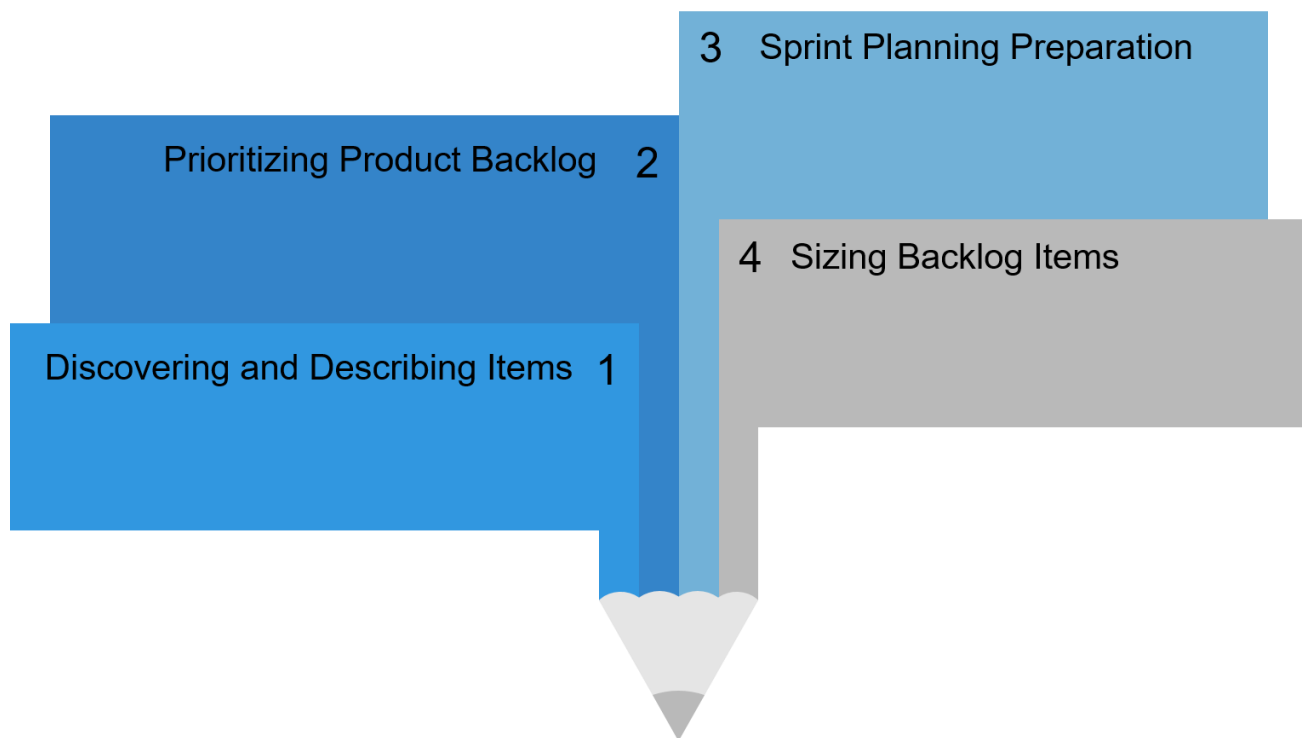 3 Sprint Planning Preparation
Prioritizing Product Backlog 2
4 Sizing Backlog Items
Discovering and Describing Items 1